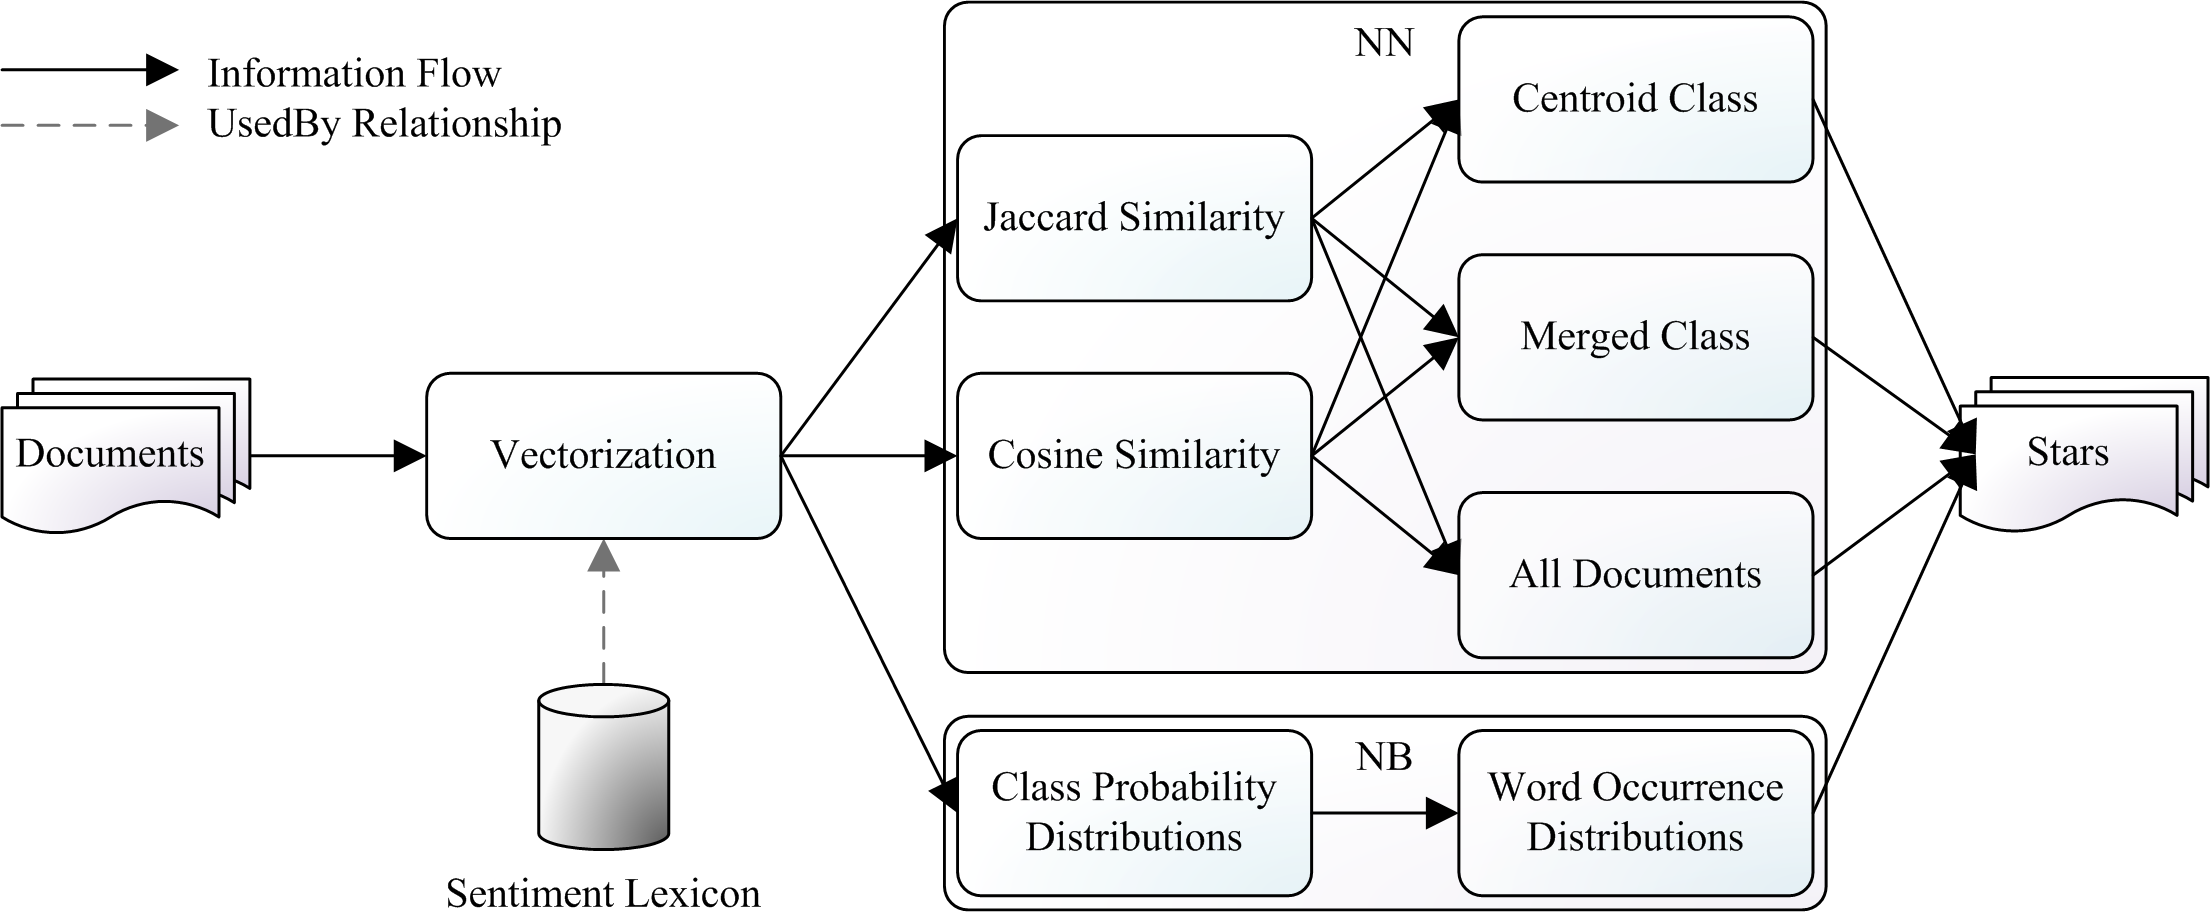 Information Flow
UsedBy Relationship
Documents
Vectorization
Sentiment Lexicon
NN
Jaccard Similarity
Cosine Similarity
Centroid Class
Merged Class
All Documents
NB
Class Probability
Distributions
Word Occurrence
Distributions
Stars